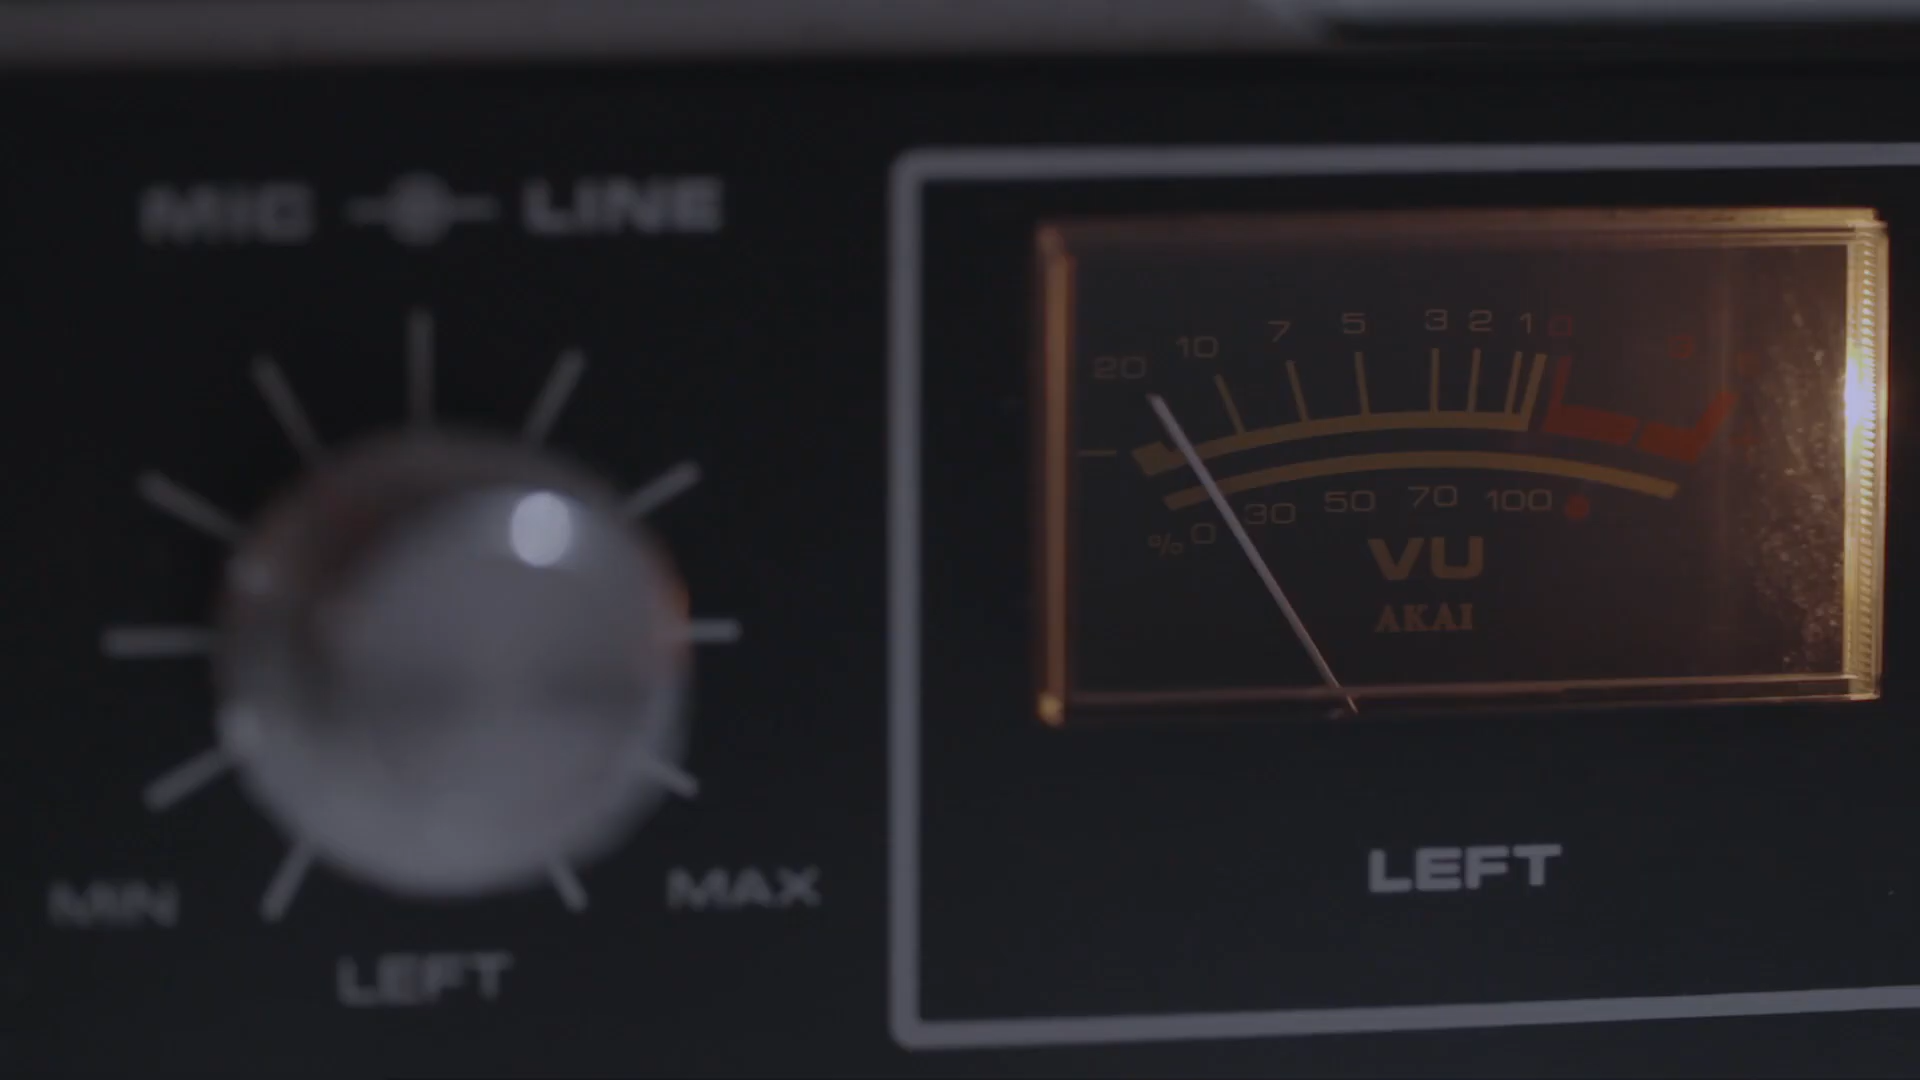 MIC LINE
MIN MAX
LEFT
20 10 7 5 3 2 1 0
−
% 0 30 50 70 100
VU
AKAI
LEFT